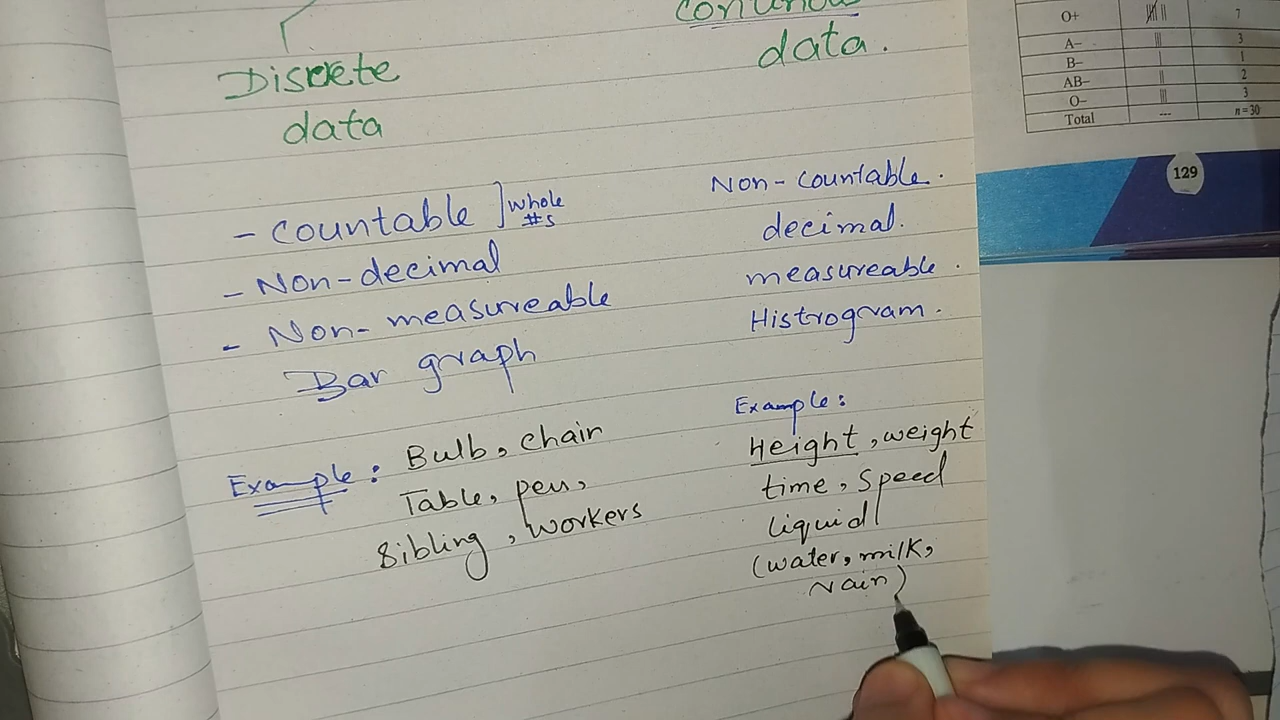 Discrete
data
- Countable ] whole #s
- Non-decimal
- Non-measureable
Bar graph
Example: Bulb, chair
Table, pen,
Sibling, workers
Continuous
data.
Non-countable.
decimal.
measureable.
Histrogram.
Example:
Height, weight
time, Speed
liquid
(water, milk,
rain)
O+ 7
A– ||| 3
B– | 1
AB– || 2
O– ||| 3
Total --- n=30
129